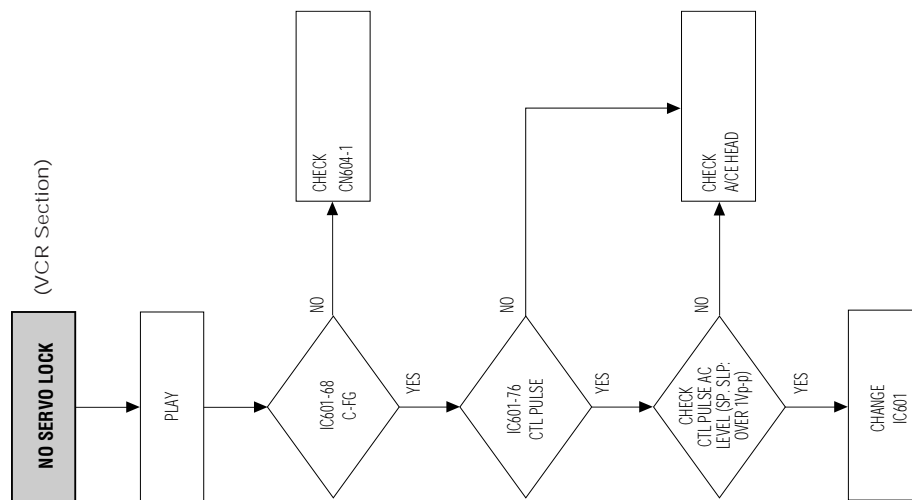 (VCR Section)
NO SERVO LOCK
PLAY
IC601-68
C-FG
NO
CHECK
CN604-1
YES
IC601-76
CTL PULSE
NO
YES
CHECK
CTL PULSE AC
LEVEL (SP. SLP:
OVER 1Vp-p)
NO
CHECK
A/CE HEAD
YES
CHANGE
IC601